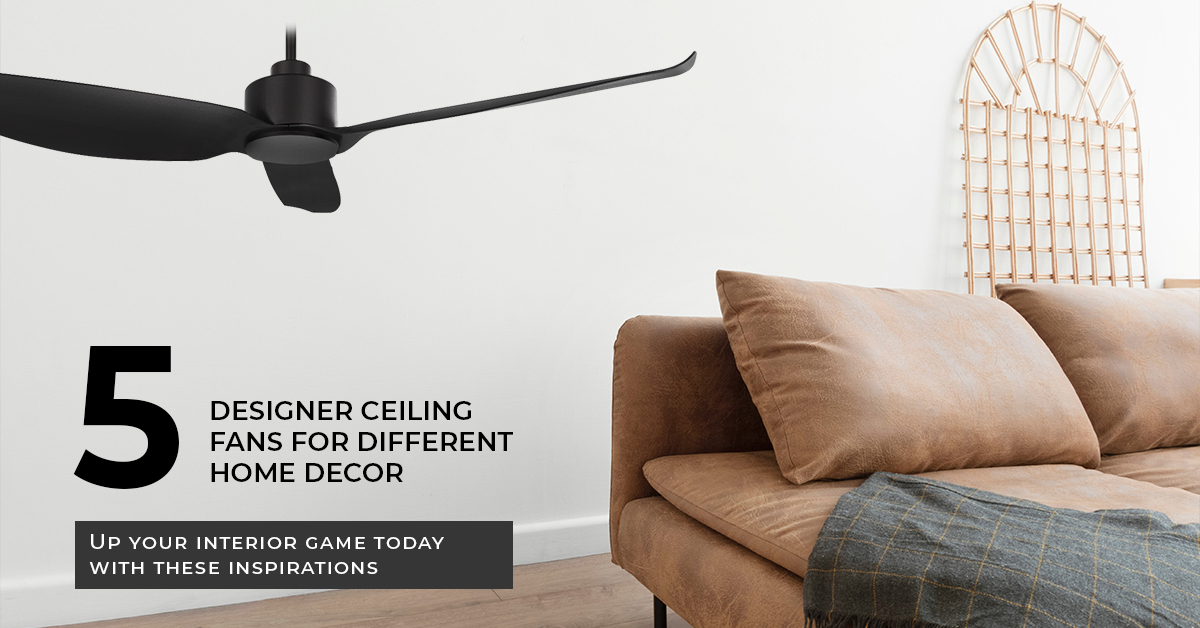 5
DESIGNER CEILING
FANS FOR DIFFERENT
HOME DECOR
UP YOUR INTERIOR GAME TODAY
WITH THESE INSPIRATIONS